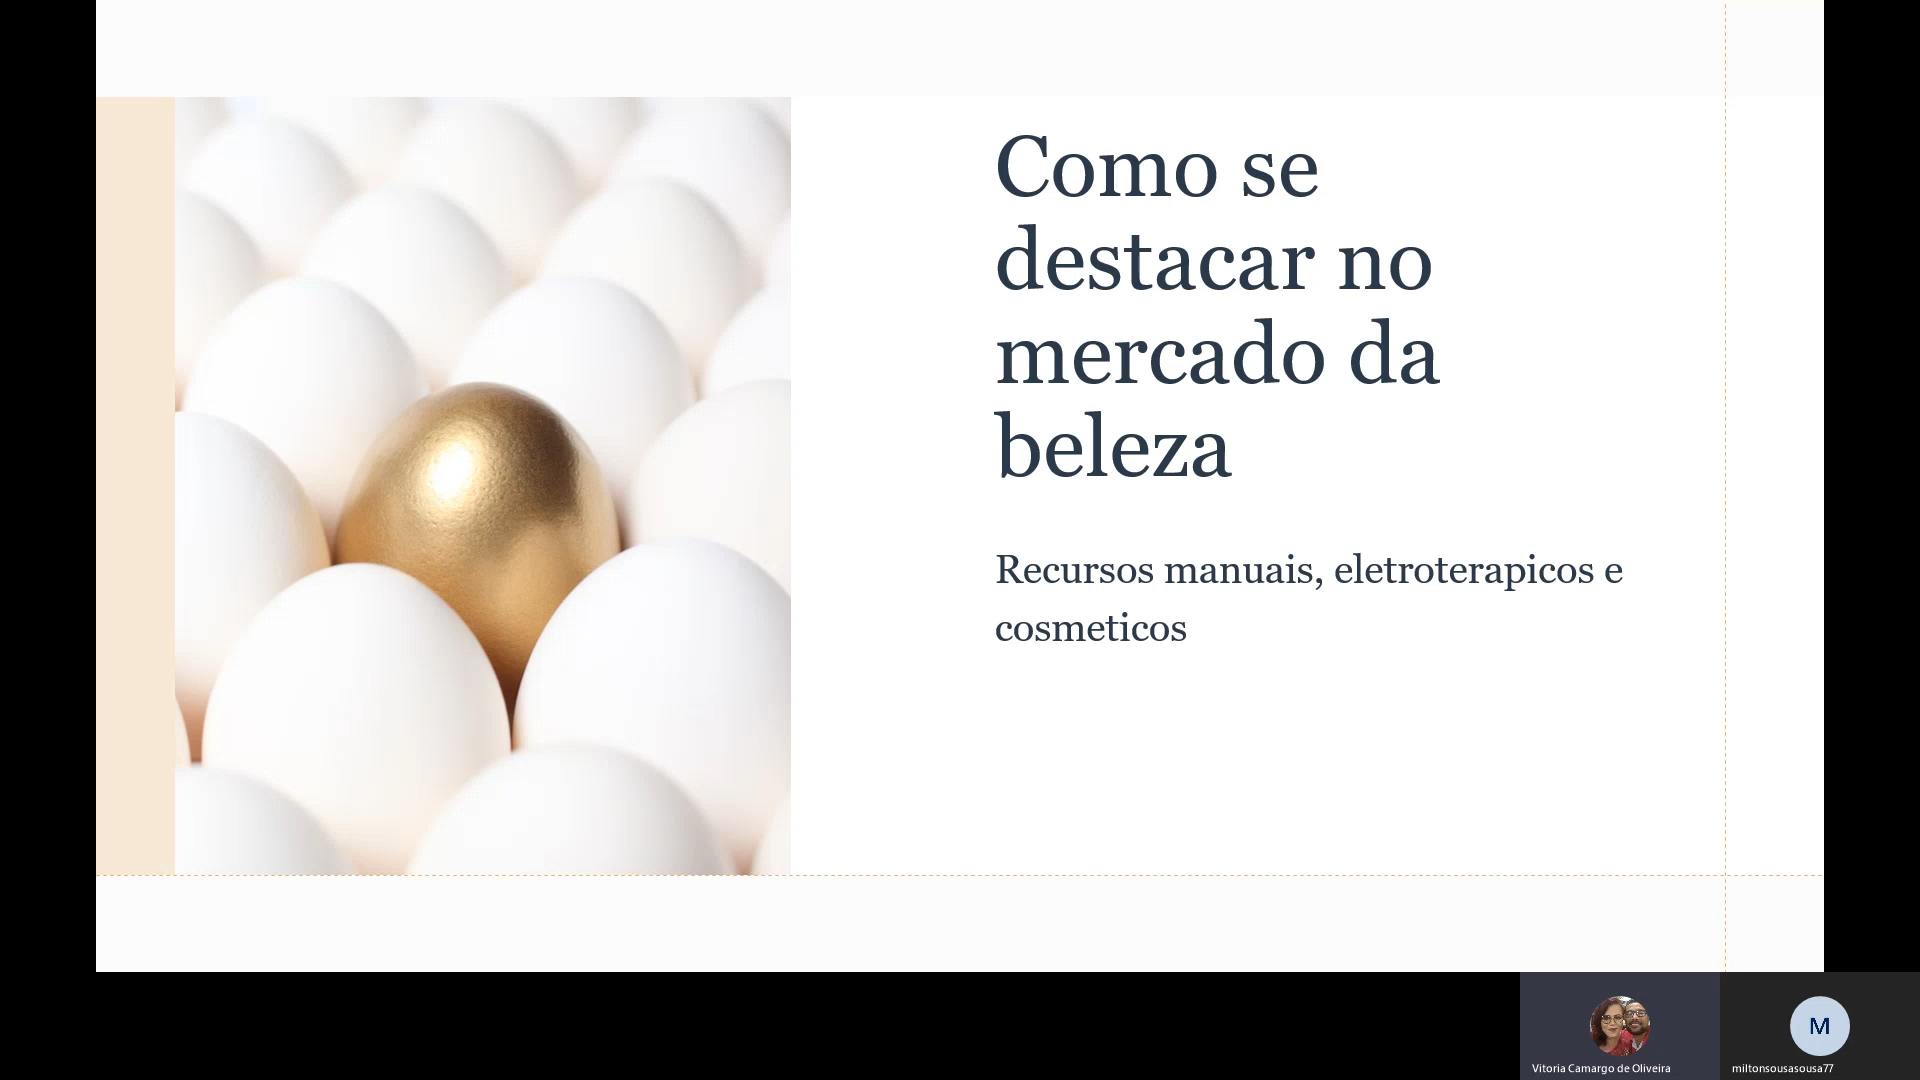 Como se
destacar no
mercado da
beleza
Recursos manuais, eletroterapicos e
cosmeticos
Vitoria Camargo de Oliveira
M
miltonsousasousa77